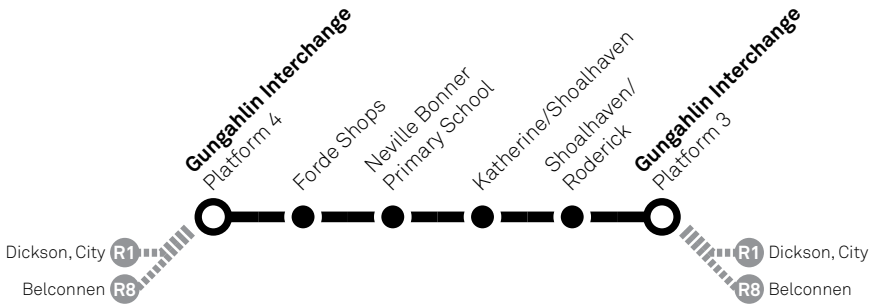 Gungahlin Interchange
Platform 4
Forde Shops
Neville Bonner
Primary School
Katherine/Shoalhaven
Shoalhaven/
Roderick
Gungahlin Interchange
Platform 3
Dickson, City R1
Belconnen R8
R1 Dickson, City
R8 Belconnen